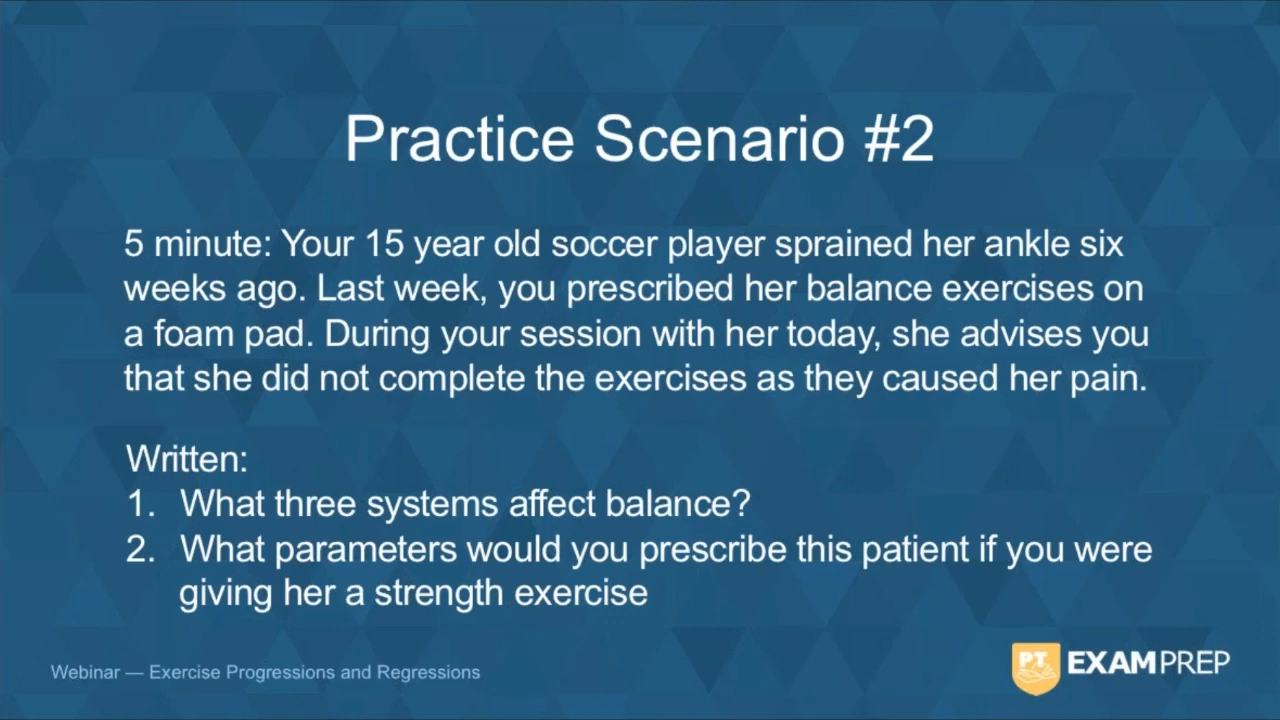 Practice Scenario #2
5 minute: Your 15 year old soccer player sprained her ankle six
weeks ago. Last week, you prescribed her balance exercises on
a foam pad. During your session with her today, she advises you
that she did not complete the exercises as they caused her pain.
Written:
1. What three systems affect balance?
2. What parameters would you prescribe this patient if you were
giving her a strength exercise
Webinar — Exercise Progressions and Regressions
PT EXAMPREP